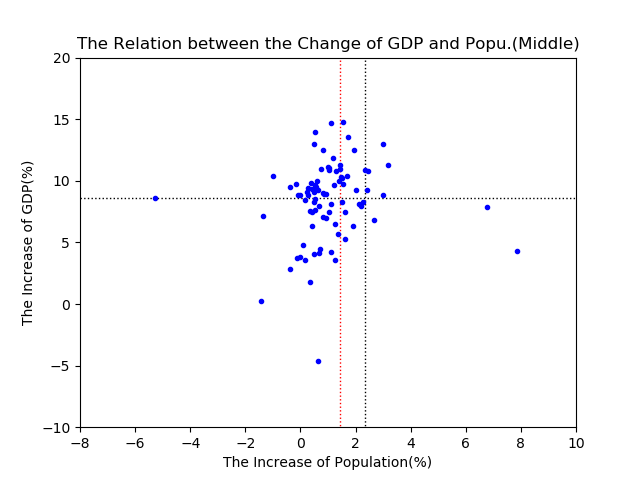 The Relation between the Change of GDP and Popu.(Middle)
20
15
10
5
0
−5
−10
The Increase of GDP(%)
−8 −6 −4 −2 0 2 4 6 8 10
The Increase of Population(%)